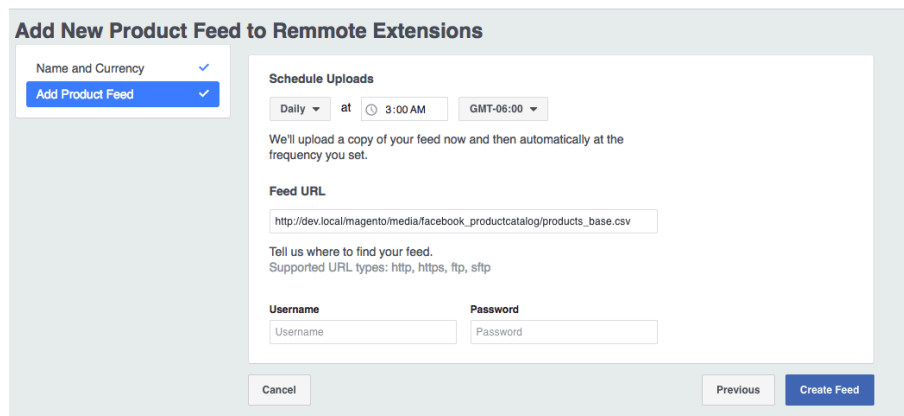 Add New Product Feed to Remmote Extensions
Name and Currency
Add Product Feed
Schedule Uploads
Daily at 3:00 AM GMT-06:00
We'll upload a copy of your feed now and then automatically at the
frequency you set.
Feed URL
http://dev.local/magento/media/facebook_productcatalog/products_base.csv
Tell us where to find your feed.
Supported URL types: http, https, ftp, sftp
Username Password
Username Password
Cancel Previous Create Feed